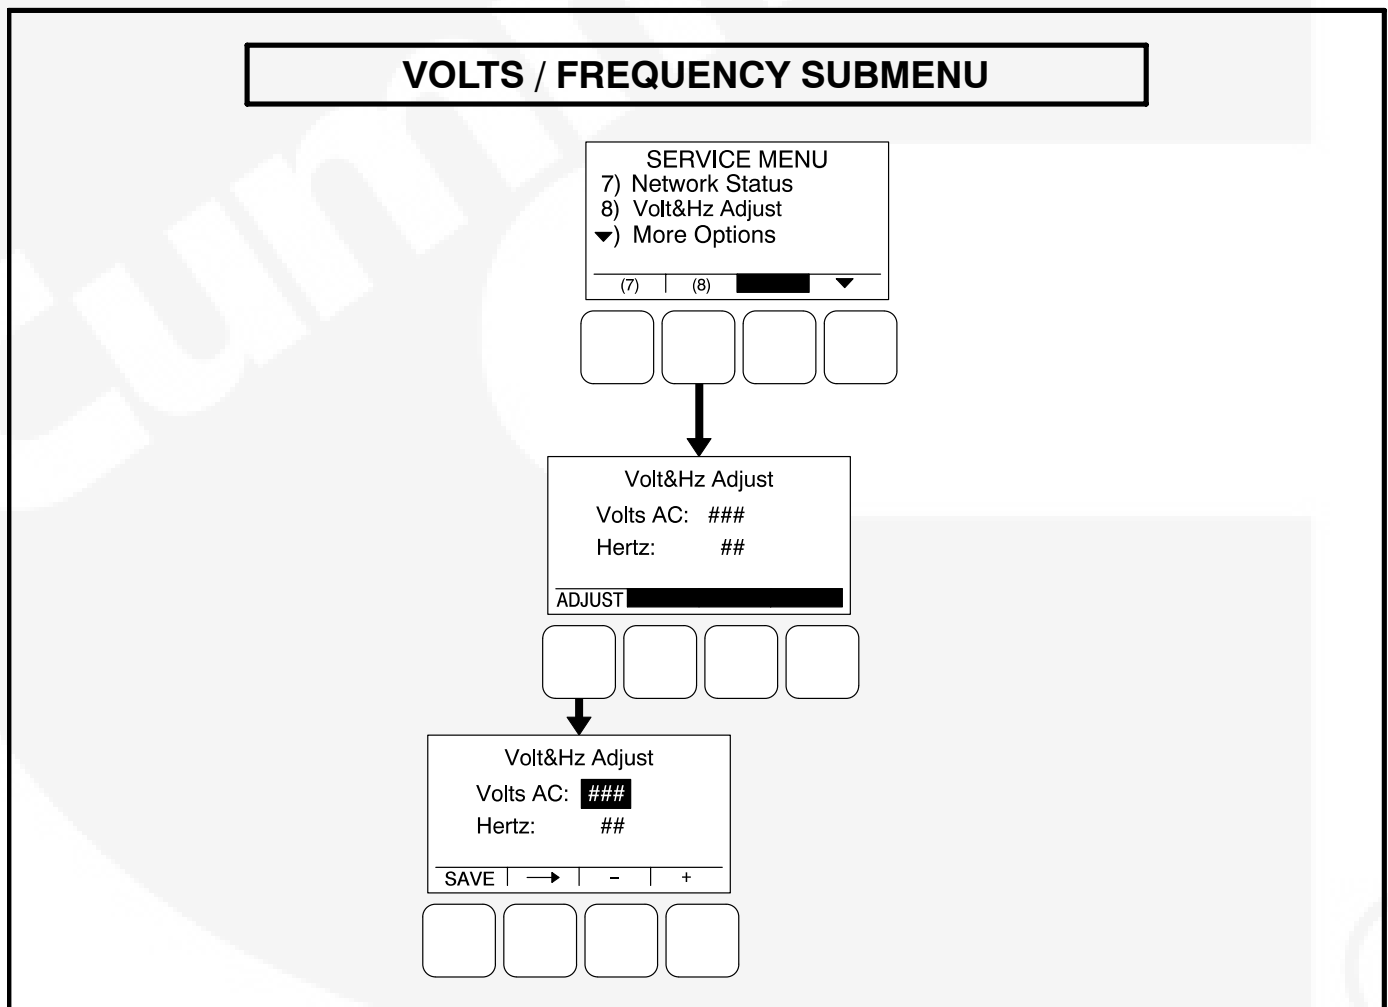 VOLTS / FREQUENCY SUBMENU
SERVICE MENU
7) Network Status
8) Volt&Hz Adjust
▼) More Options
(7) (8) ▼
Volt&Hz Adjust
Volts AC: ###
Hertz: ##
ADJUST
Volt&Hz Adjust
Volts AC: ###
Hertz: ##
SAVE → − +